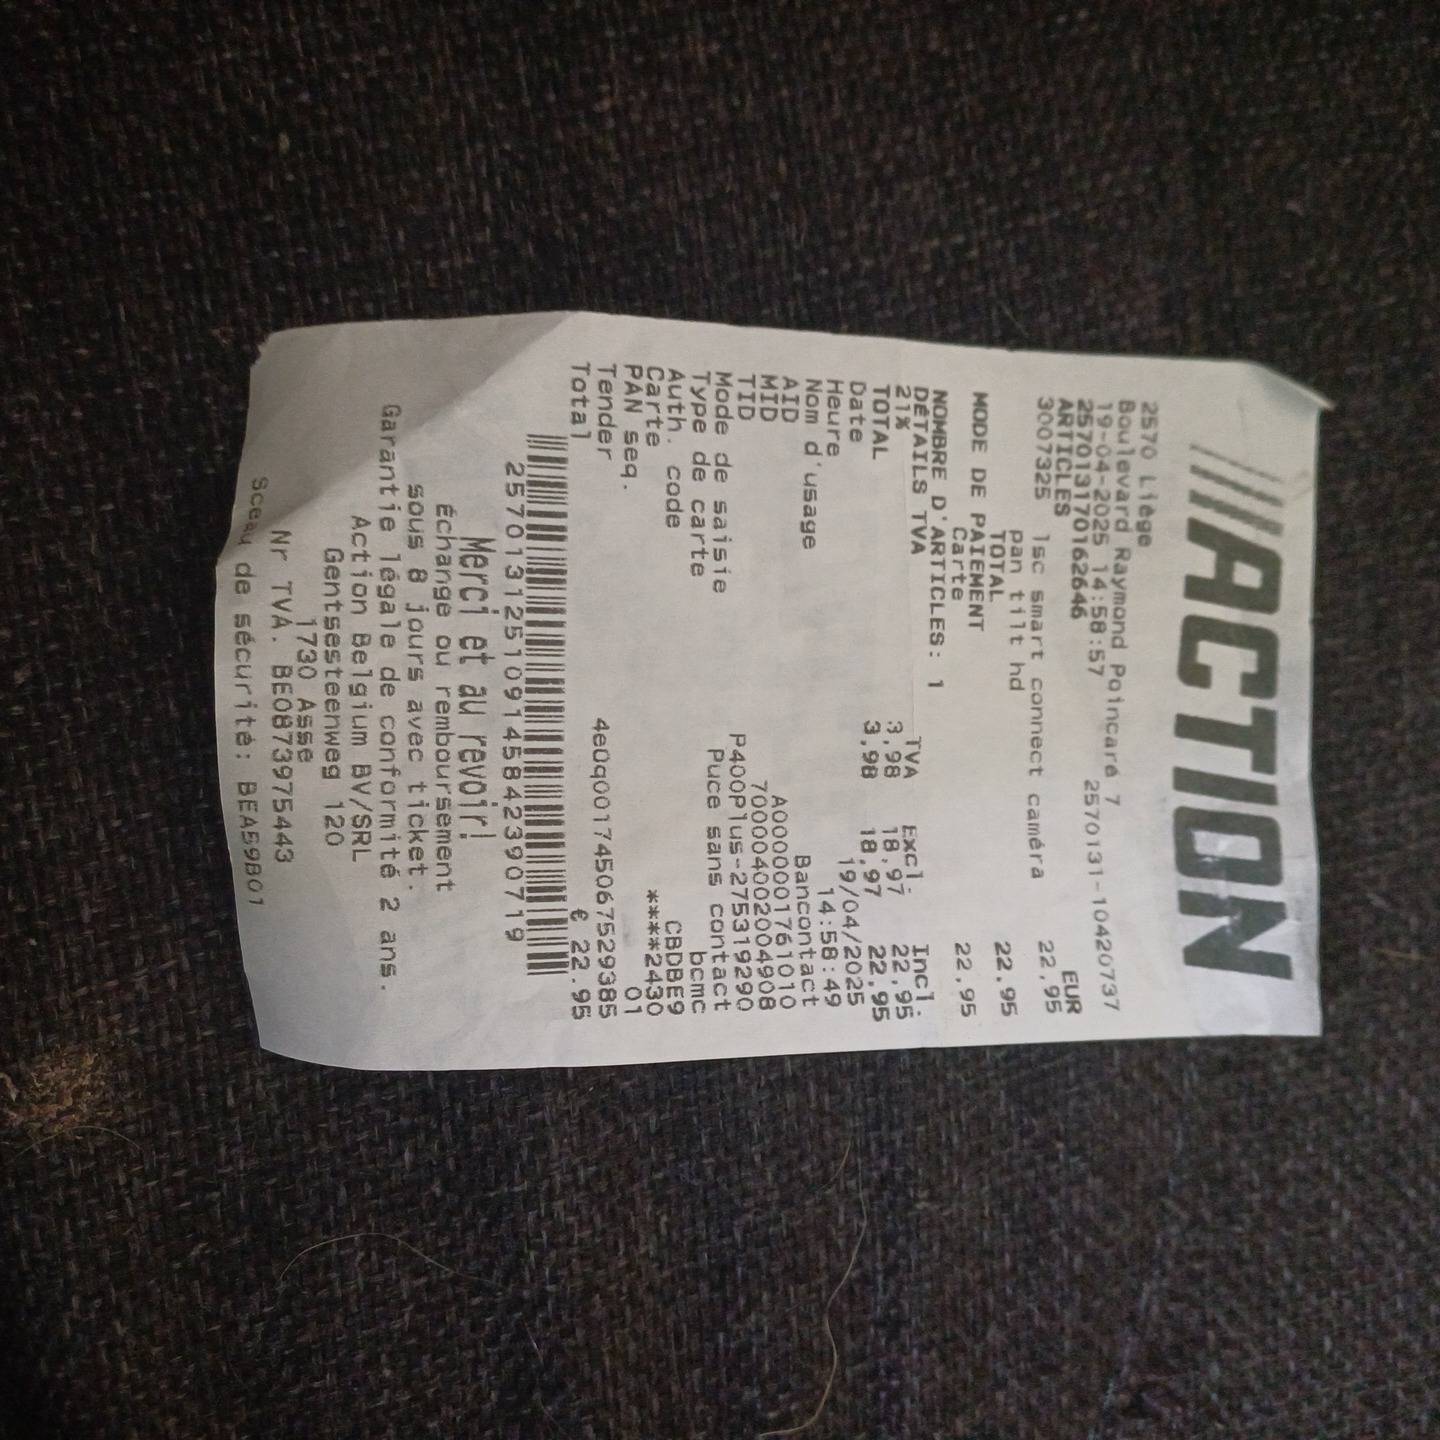 ACTION
2570 Liège
Boulevard Raymond Poincaré 7
19-04-2025 14:58:57 2570131-10420737
257013170162646
ARTICLES EUR
3007325 lsc smart connect caméra 22,95
pan tilt hd
TOTAL 22,95
MODE DE PAIEMENT
Carte 22,95
NOMBRE D'ARTICLES: 1
DÉTAILS TVA TVA Excl. Incl.
21% 3,98 18,97 22,95
TOTAL 3,98 18,97 22,95
Date 19/04/2025
Heure 14:58:49
Nom d'usage Bancontact
AID A0000001761010
MID 700004002004908
TID P400Plus-275319290
Mode de saisie Puce sans contact
Type de carte bcmc
Auth. code CBDBE9
Carte ****2430
PAN seq. 01
Tender 4e0q001745067529385
Total € 22.95
257013125109145842390719
Merci et au revoir!
Échange ou remboursement
sous 8 jours avec ticket.
Garantie légale de conformité 2 ans.
Action Belgium BV/SRL
Gentsesteenweg 120
1730 Asse
Nr TVA. BE0873975443
Sceau de sécurité: BEA59B01